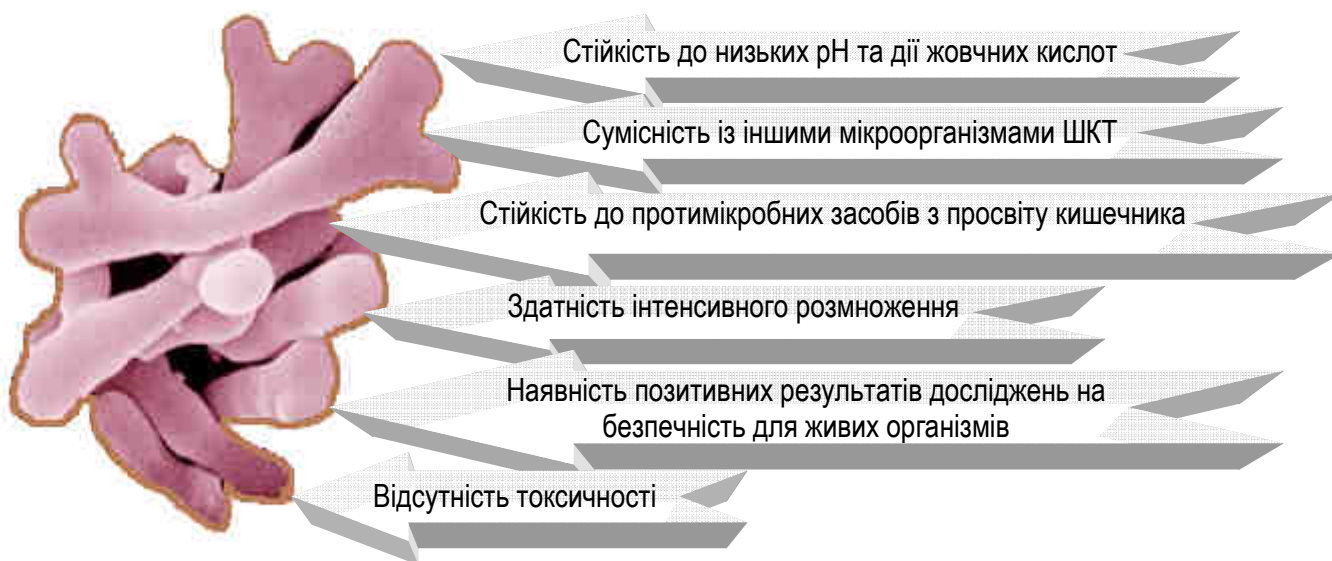 Стійкість до низьких рН та дії жовчних кислот
Сумісність із іншими мікроорганізмами ШКТ
Стійкість до протимікробних засобів з просвіту кишечника
Здатність інтенсивного розмноження
Наявність позитивних результатів досліджень на
безпечність для живих організмів
Відсутність токсичності